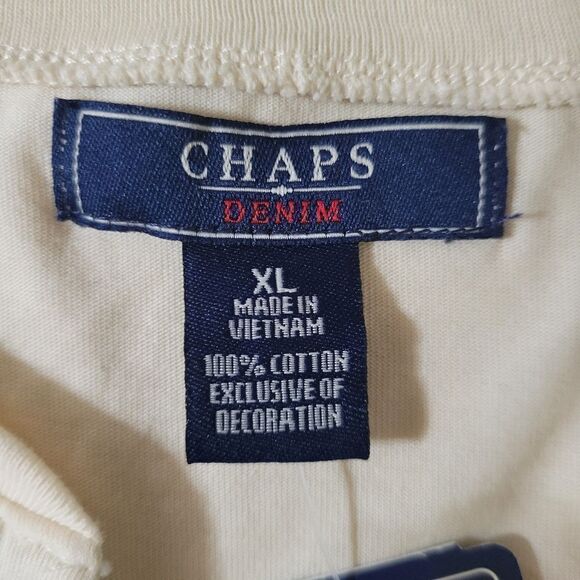 CHAPS
DENIM
XL
MADE IN
VIETNAM
100% COTTON
EXCLUSIVE OF
DECORATION